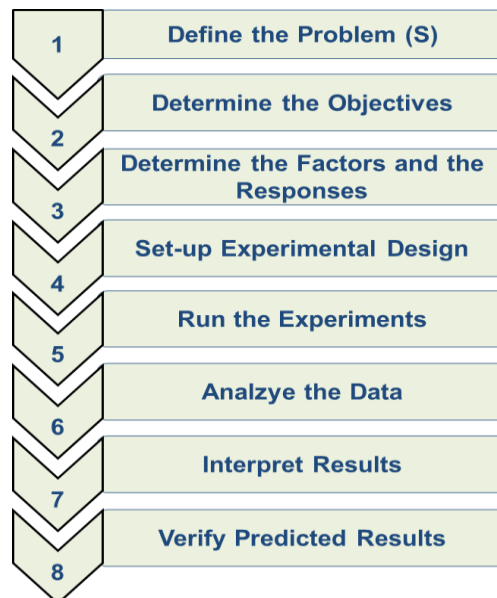 1
Define the Problem (S)
2
Determine the Objectives
3
Determine the Factors and the
Responses
4
Set-up Experimental Design
5
Run the Experiments
6
Analzye the Data
7
Interpret Results
8
Verify Predicted Results